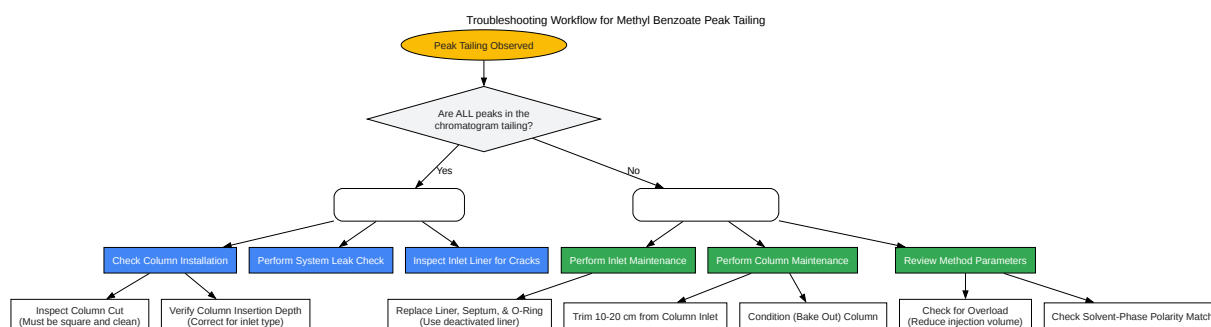 Troubleshooting Workflow for Methyl Benzoate Peak Tailing
Peak Tailing Observed
Are ALL peaks in the
chromatogram tailing?
Yes
No
Check Column Installation
Perform System Leak Check
Inspect Inlet Liner for Cracks
Perform Inlet Maintenance
Perform Column Maintenance
Review Method Parameters
Inspect Column Cut
(Must be square and clean)
Verify Column Insertion Depth
(Correct for inlet type)
Replace Liner, Septum, & O-Ring
(Use deactivated liner)
Trim 10-20 cm from Column Inlet
Condition (Bake Out) Column
Check for Overload
(Reduce injection volume)
Check Solvent-Phase Polarity Match